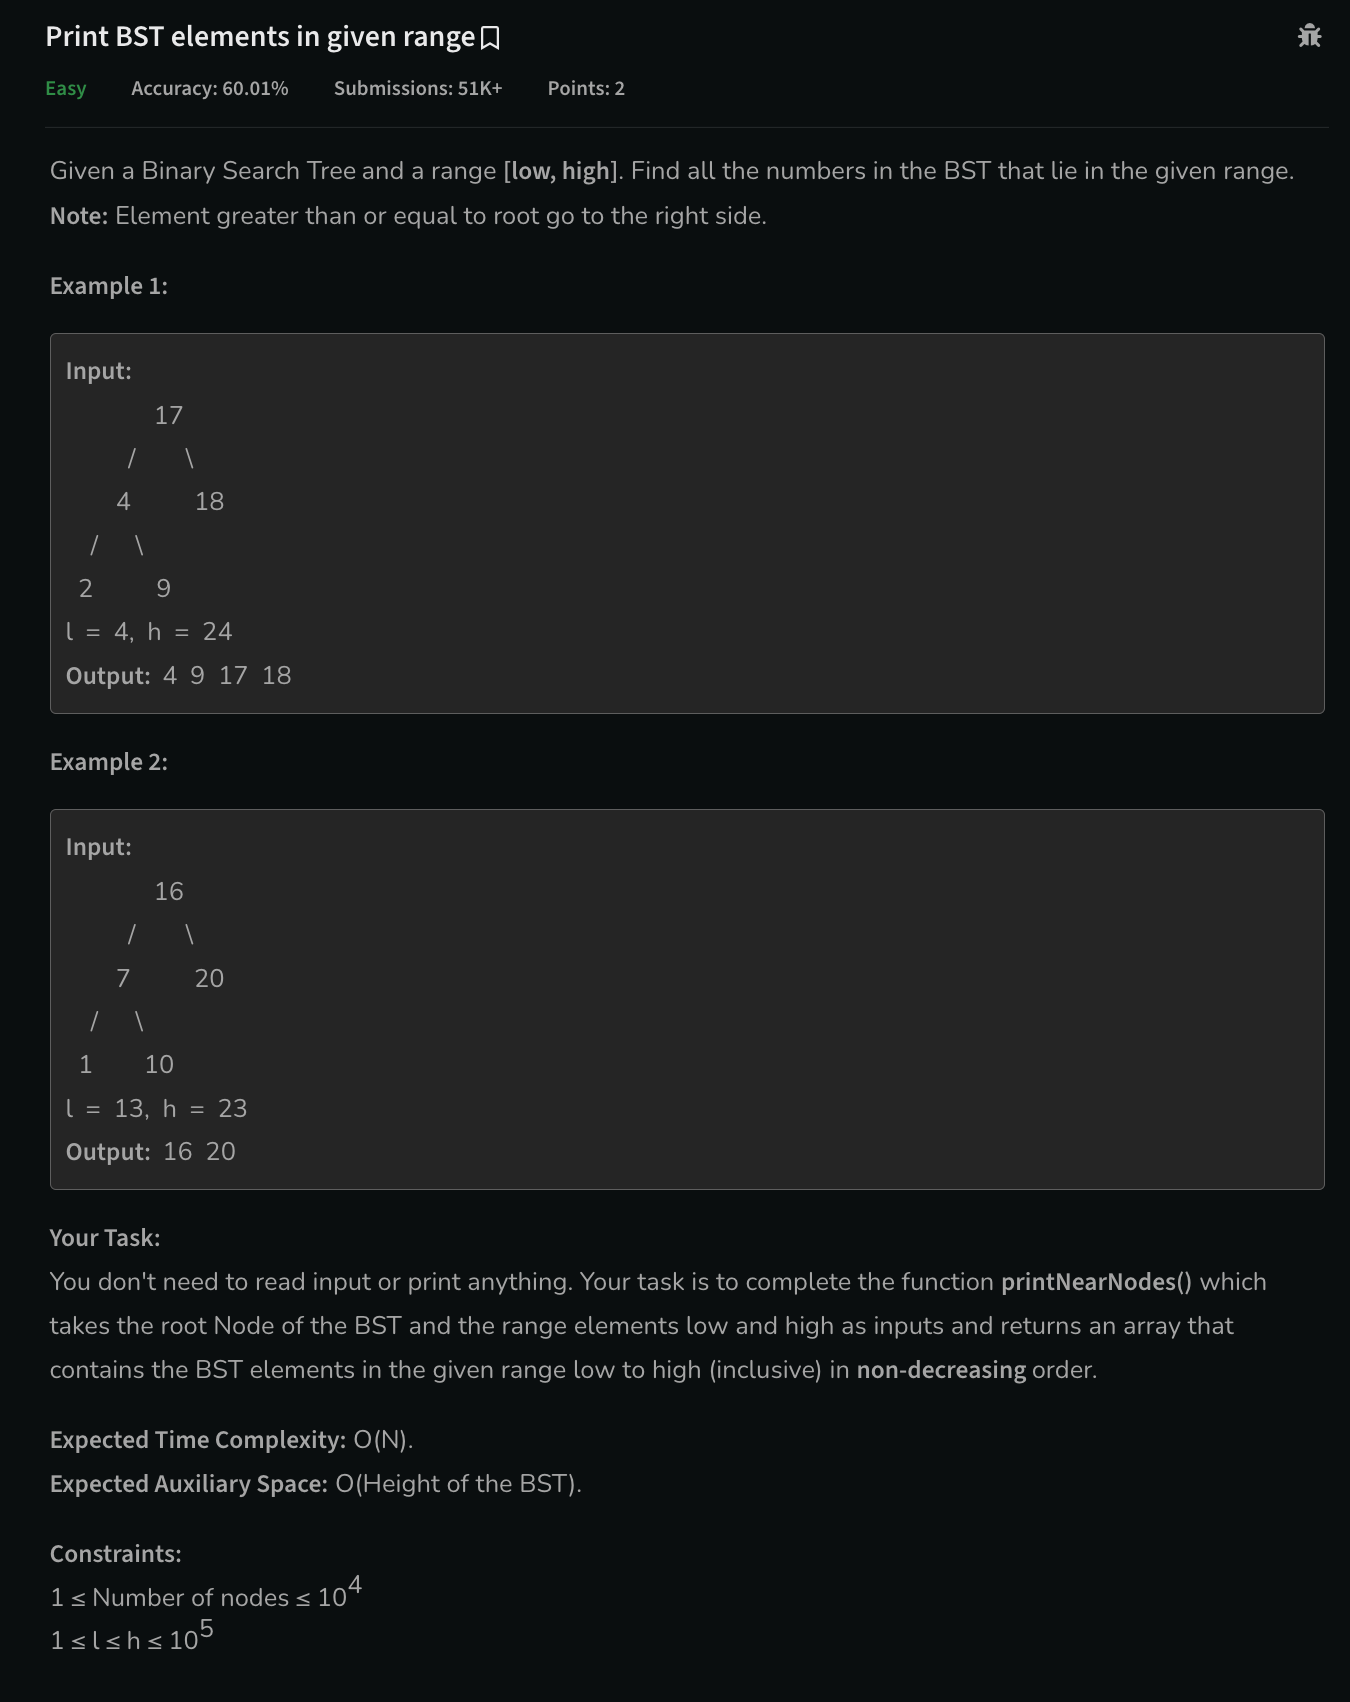 Print BST elements in given range
Easy Accuracy: 60.01% Submissions: 51K+ Points: 2
Given a Binary Search Tree and a range [low, high]. Find all the numbers in the BST that lie in the given range.
Note: Element greater than or equal to root go to the right side.
Example 1:
Input:
17
/ \
4 18
/ \
2 9
l = 4, h = 24
Output: 4 9 17 18
Example 2:
Input:
16
/ \
7 20
/ \
1 10
l = 13, h = 23
Output: 16 20
Your Task:
You don't need to read input or print anything. Your task is to complete the function printNearNodes() which
takes the root Node of the BST and the range elements low and high as inputs and returns an array that
contains the BST elements in the given range low to high (inclusive) in non-decreasing order.
Expected Time Complexity: O(N).
Expected Auxiliary Space: O(Height of the BST).
Constraints:
1 ≤ Number of nodes ≤ 10^4
1 ≤ l ≤ h ≤ 10^5